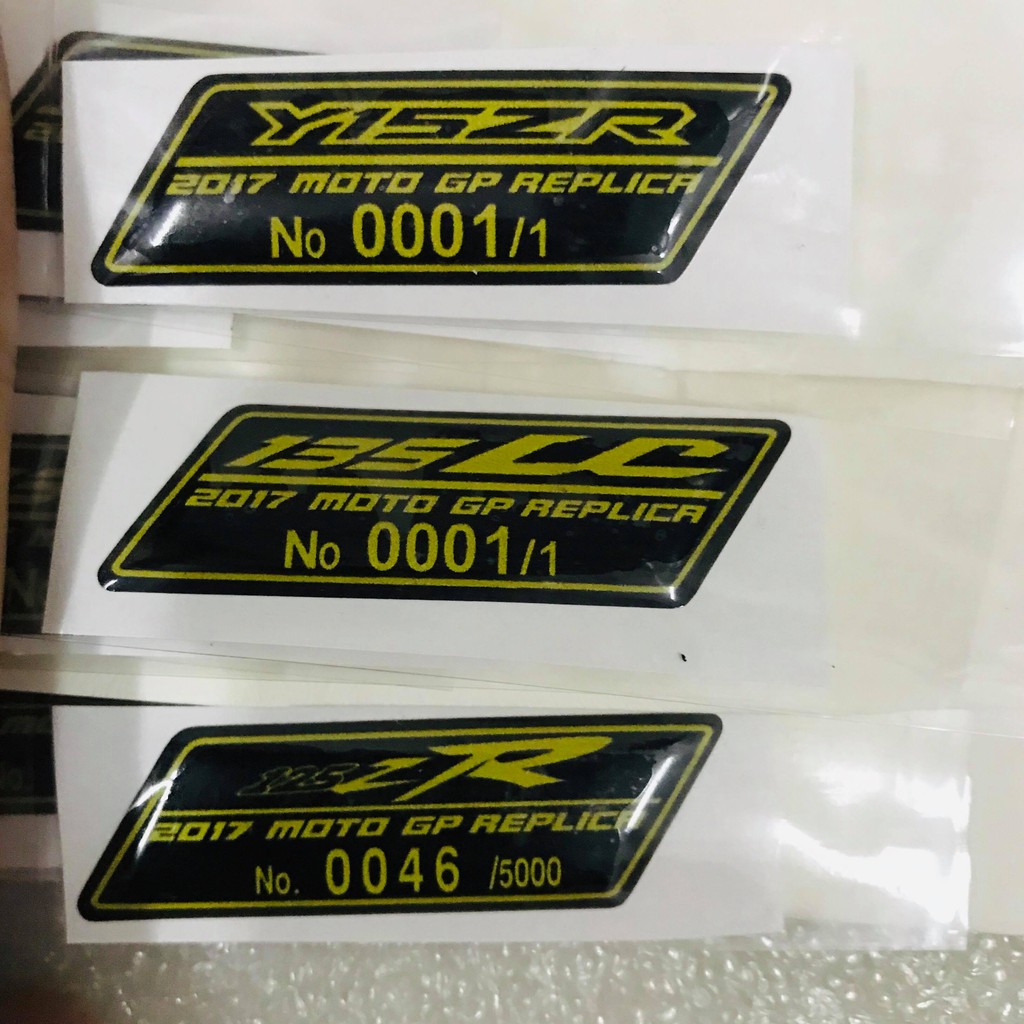 Y15ZR
2017 MOTO GP REPLICA
No 0001/1
135LC
2017 MOTO GP REPLICA
No 0001/1
125ZR
2017 MOTO GP REPLICA
No. 0046 /5000